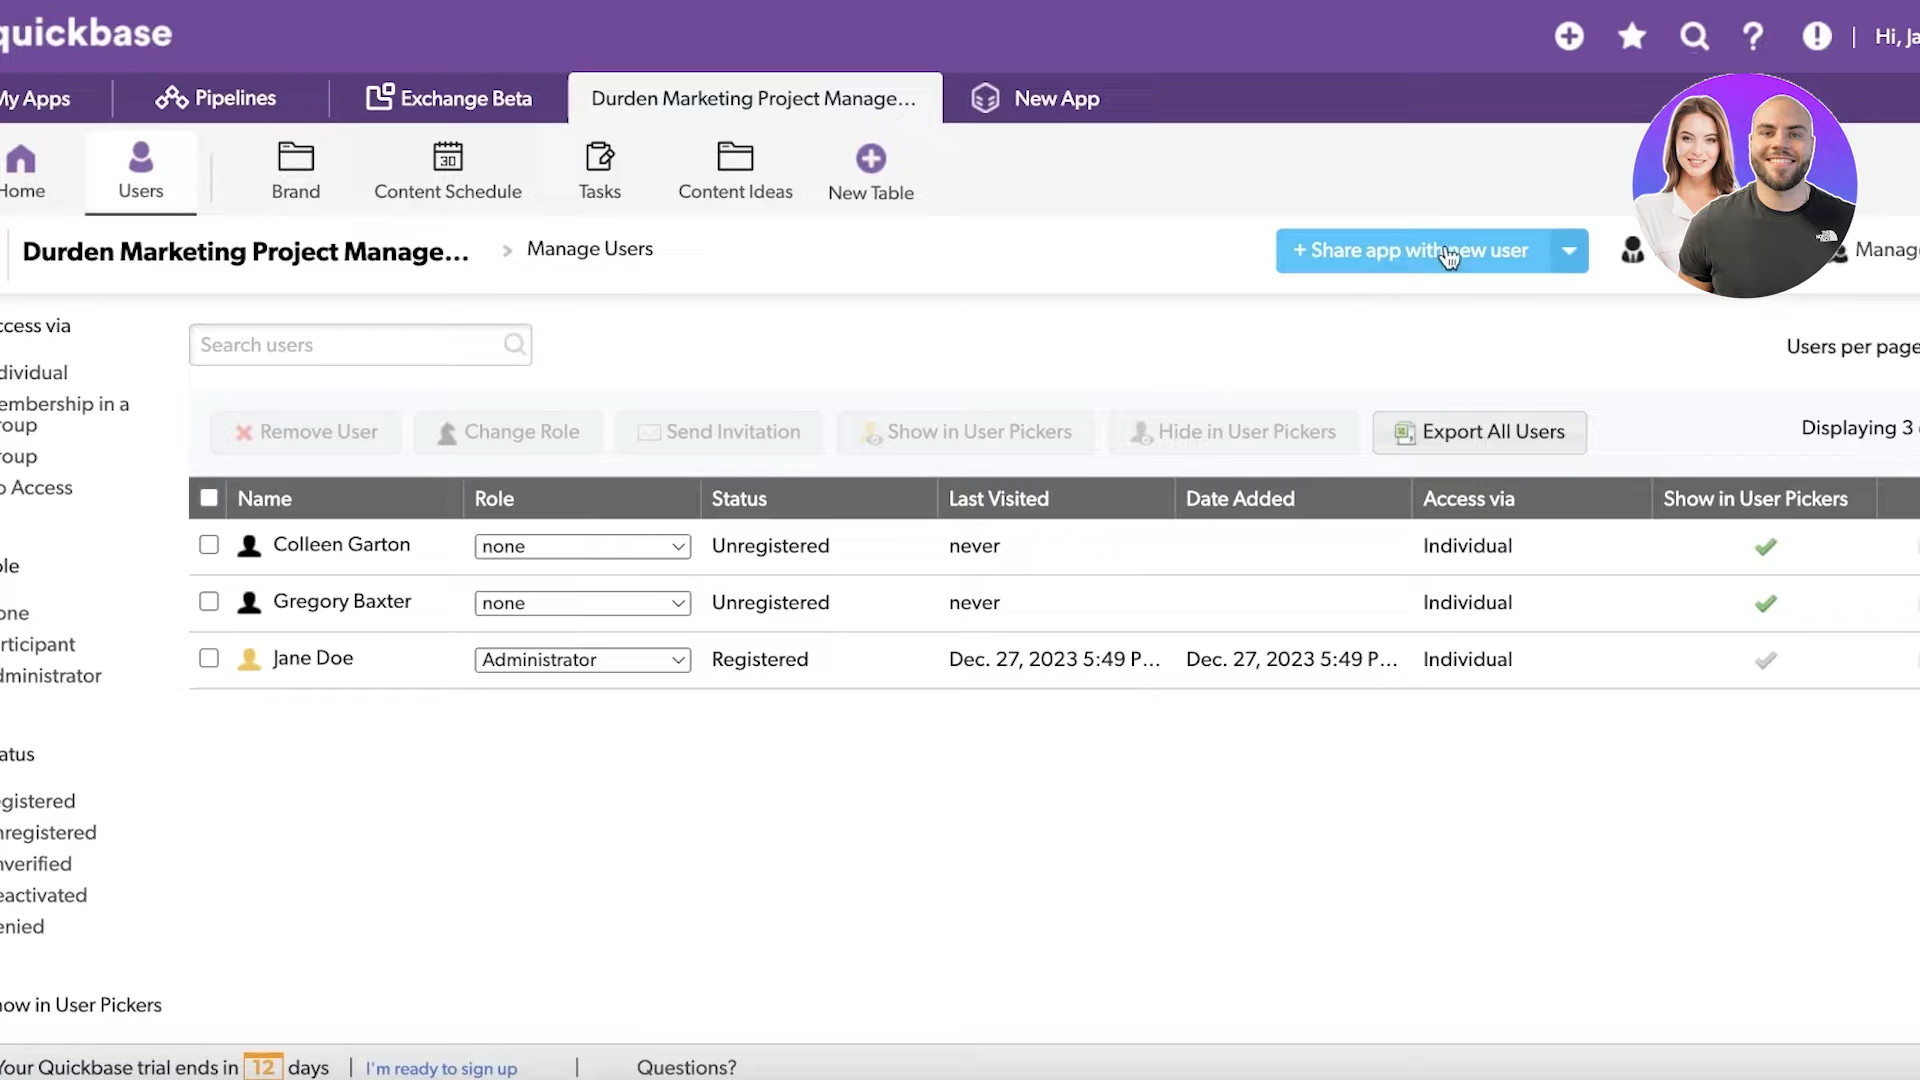 quickbase
Hi, Ja
My Apps
Pipelines
Exchange Beta
Durden Marketing Project Manage...
New App
Home
Users
Brand
30
Content Schedule
Tasks
Content Ideas
New Table
Durden Marketing Project Manage...
> Manage Users
+ Share app with new user
Manag
ccess via
Search users
Users per page
dividual
embership in a
roup
roup
o Access
Remove User
Change Role
Send Invitation
Show in User Pickers
Hide in User Pickers
Export All Users
Displaying 3
Name
Role
Status
Last Visited
Date Added
Access via
Show in User Pickers
Colleen Garton
none
Unregistered
never
Individual
Gregory Baxter
none
Unregistered
never
Individual
Jane Doe
Administrator
Registered
Dec. 27, 2023 5:49 P...
Dec. 27, 2023 5:49 P...
Individual
ole
one
rticipant
dministrator
atus
egistered
nregistered
nverified
eactivated
enied
how in User Pickers
Your Quickbase trial ends in 12 days
I'm ready to sign up
Questions?